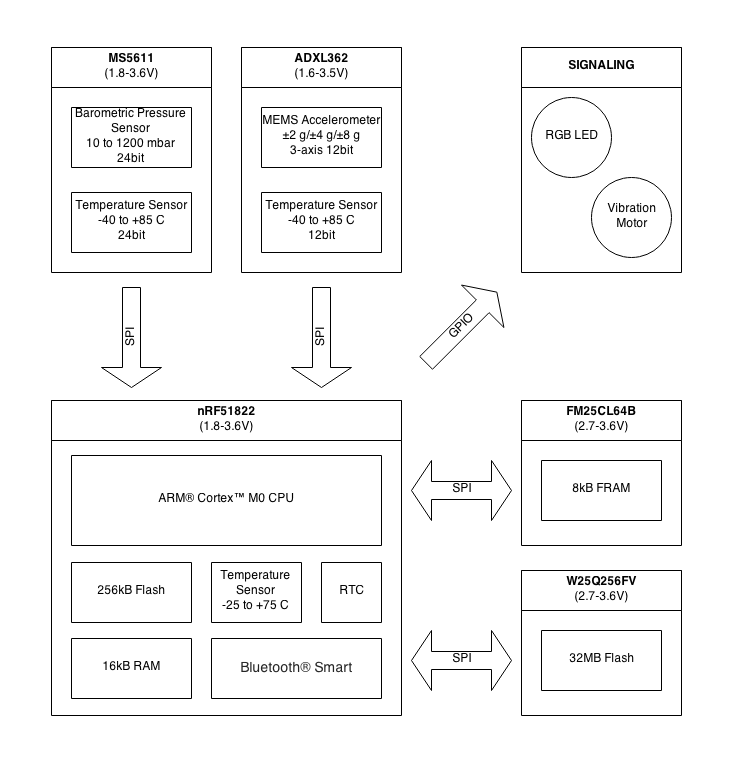 MS5611
(1.8-3.6V)
Barometric Pressure
Sensor
10 to 1200 mbar
24bit
Temperature Sensor
-40 to +85 C
24bit
ADXL362
(1.6-3.5V)
MEMS Accelerometer
±2 g/±4 g/±8 g
3-axis 12bit
Temperature Sensor
-40 to +85 C
12bit
SIGNALING
RGB LED
Vibration
Motor
SPI
SPI
GPIO
nRF51822
(1.8-3.6V)
ARM® Cortex™ M0 CPU
256kB Flash
Temperature
Sensor
-25 to +75 C
RTC
16kB RAM
Bluetooth® Smart
SPI
FM25CL64B
(2.7-3.6V)
8kB FRAM
SPI
W25Q256FV
(2.7-3.6V)
32MB Flash